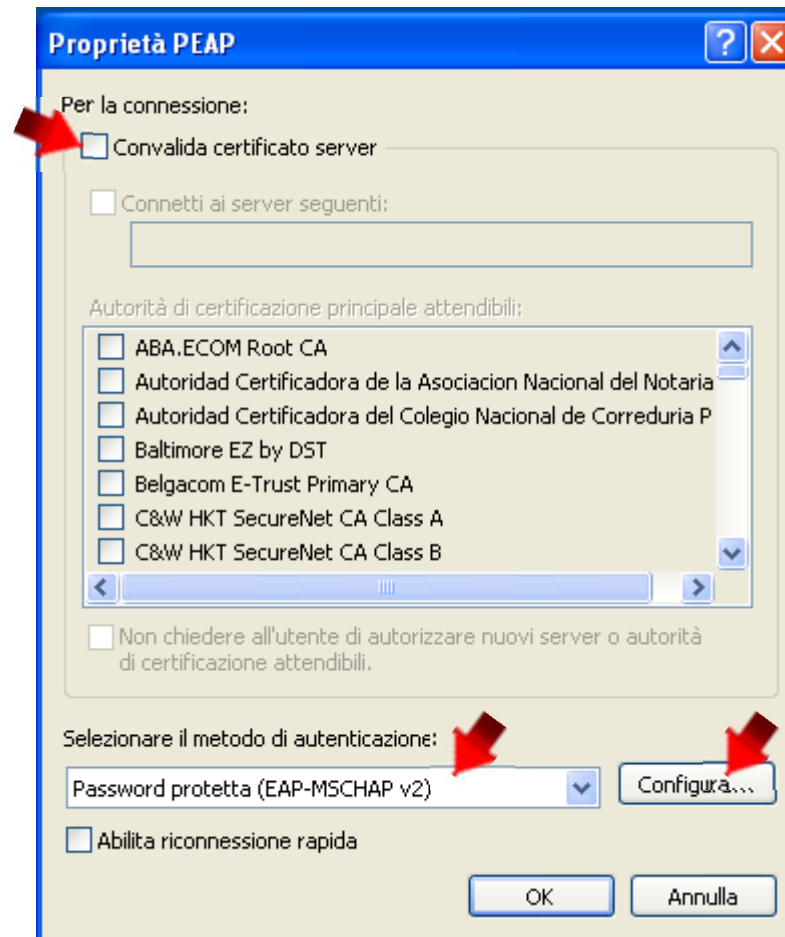 Proprietà PEAP
Per la connessione:
Convalida certificato server
Connetti ai server seguenti:
Autorità di certificazione principale attendibili:
ABA.ECOM Root CA
Autoridad Certificadora de la Asociacion Nacional del Notaria
Autoridad Certificadora del Colegio Nacional de Correduria P
Baltimore EZ by DST
Belgacom E-Trust Primary CA
C&W HKT SecureNet CA Class A
C&W HKT SecureNet CA Class B
Non chiedere all'utente di autorizzare nuovi server o autorità
di certificazione attendibili.
Selezionare il metodo di autenticazione:
Password protetta (EAP-MSCHAP v2)
Configura...
Abilita riconnessione rapida
OK
Annulla